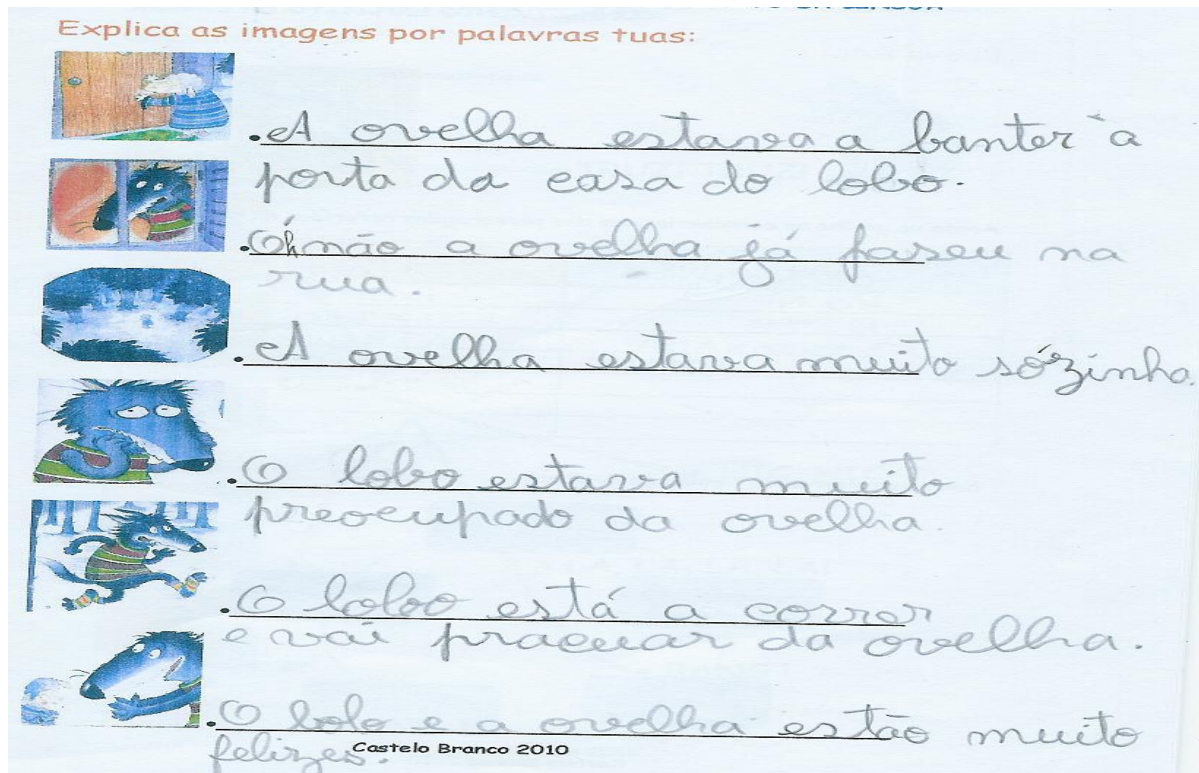 Explica as imagens por palavras tuas:
.A ovelha estava a banter à
porta da casa do lobo.
.Oh não a ovelha já faseu na
rua.
.A ovelha estava muito sózinha.
.O lobo estava muito
preocupado da ovelha.
.O lobo está a correr
e vai pracuar da ovelha.
.O lolo e a ovelha estão muito
felizes.
Castelo Branco 2010